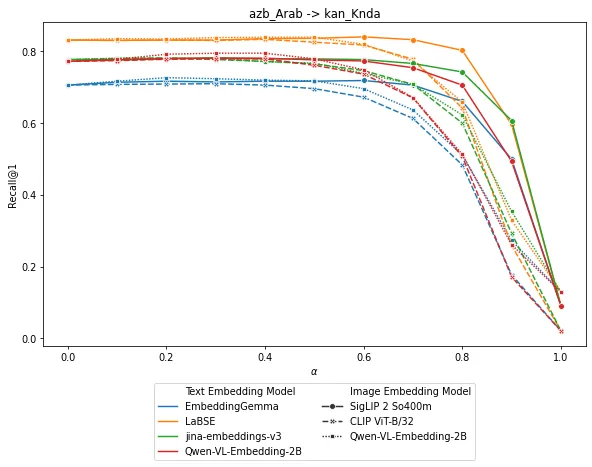 azb_Arab -> kan_Knda
Recall@1
0.8
0.6
0.4
0.2
0.0
0.0 0.2 0.4 0.6 0.8 1.0
α
Text Embedding Model
EmbeddingGemma
LaBSE
jina-embeddings-v3
Qwen-VL-Embedding-2B
Image Embedding Model
SigLIP 2 So400m
CLIP ViT-B/32
Qwen-VL-Embedding-2B